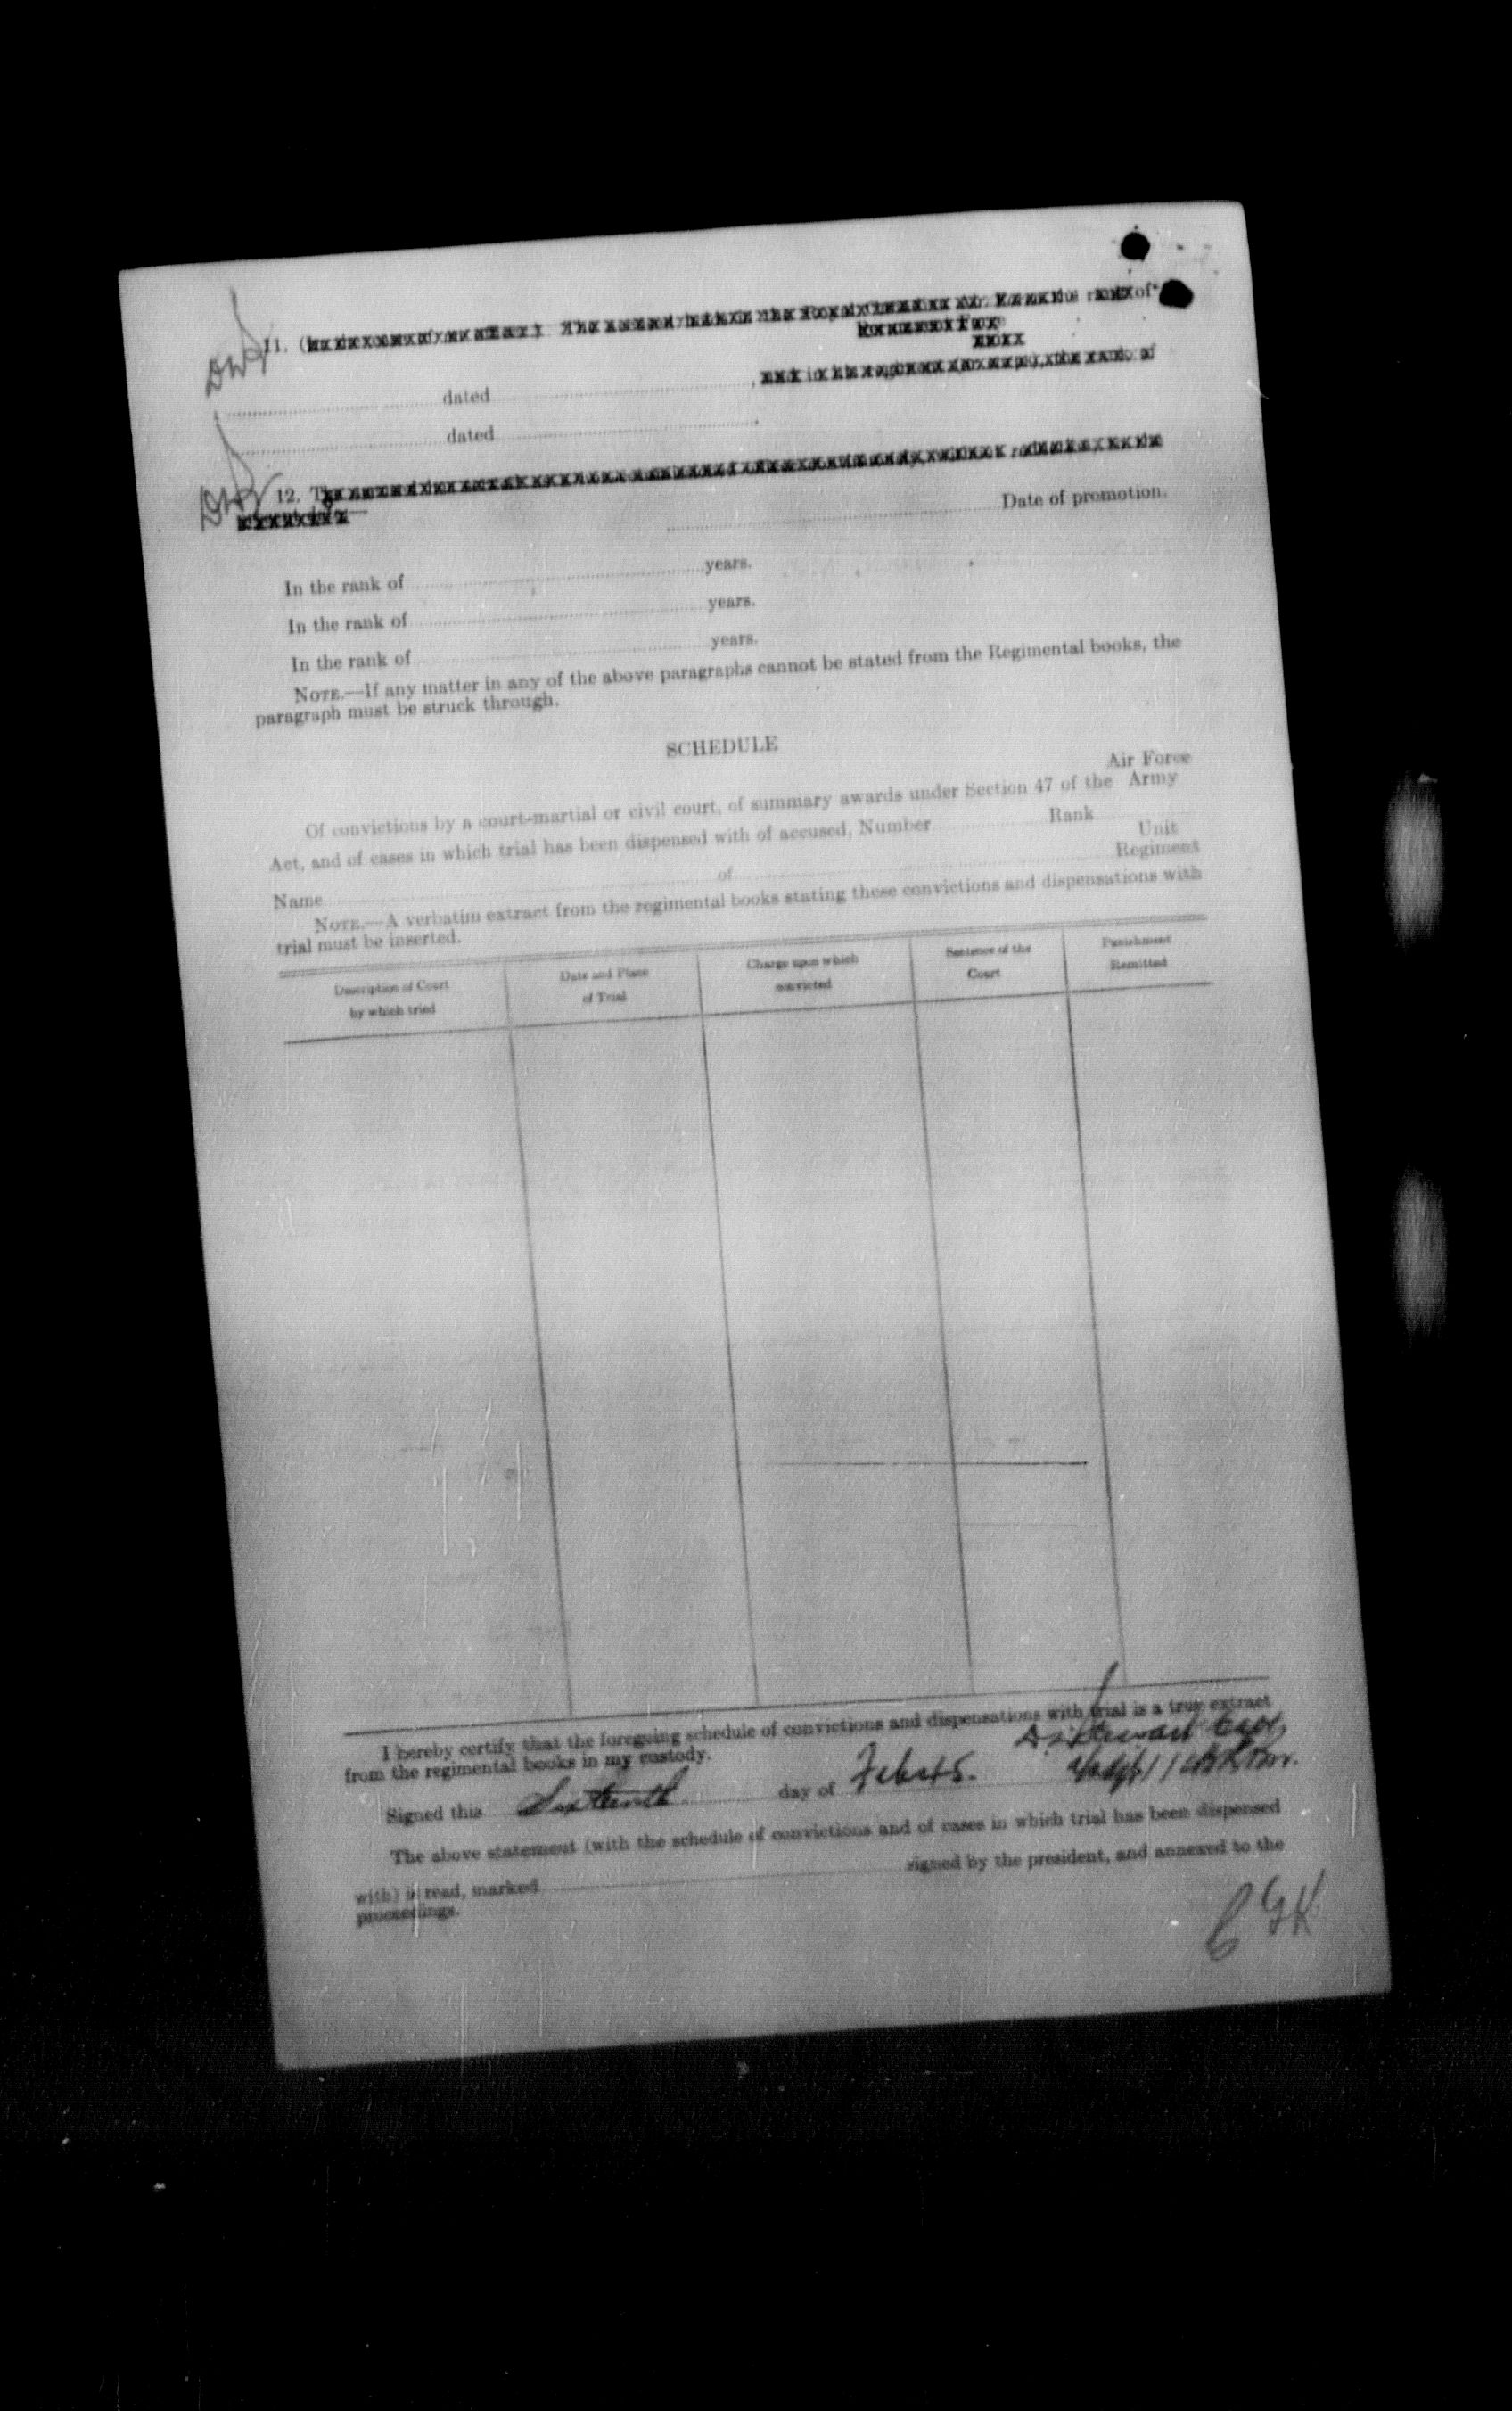 11. ( of
dated ,
dated
12.
Date of promotion.
In the rank of years.
In the rank of years.
In the rank of years.
NOTE.—If any matter in any of the above paragraphs cannot be stated from the Regimental books, the
paragraph must be struck through.
SCHEDULE
Air Force
Of convictions by a court-martial or civil court, of summary awards under Section 47 of the Army
Act, and of cases in which trial has been dispensed with of accused, Number Rank
Unit
Name of Regiment
NOTE.—A verbatim extract from the regimental books stating these convictions and dispensations with
trial must be inserted.
Description of Court
by which tried
Date and Place
of Trial
Charge upon which
convicted
Sentence of the
Court
Punishment
Remitted
I hereby certify that the foregoing schedule of convictions and dispensations with trial is a true extract
from the regimental books in my custody.
Stewart Capt
Signed this Sixteenth day of Feb 45.
The above statement (with the schedule of convictions and of cases in which trial has been dispensed
with) is read, marked signed by the president, and annexed to the
proceedings.